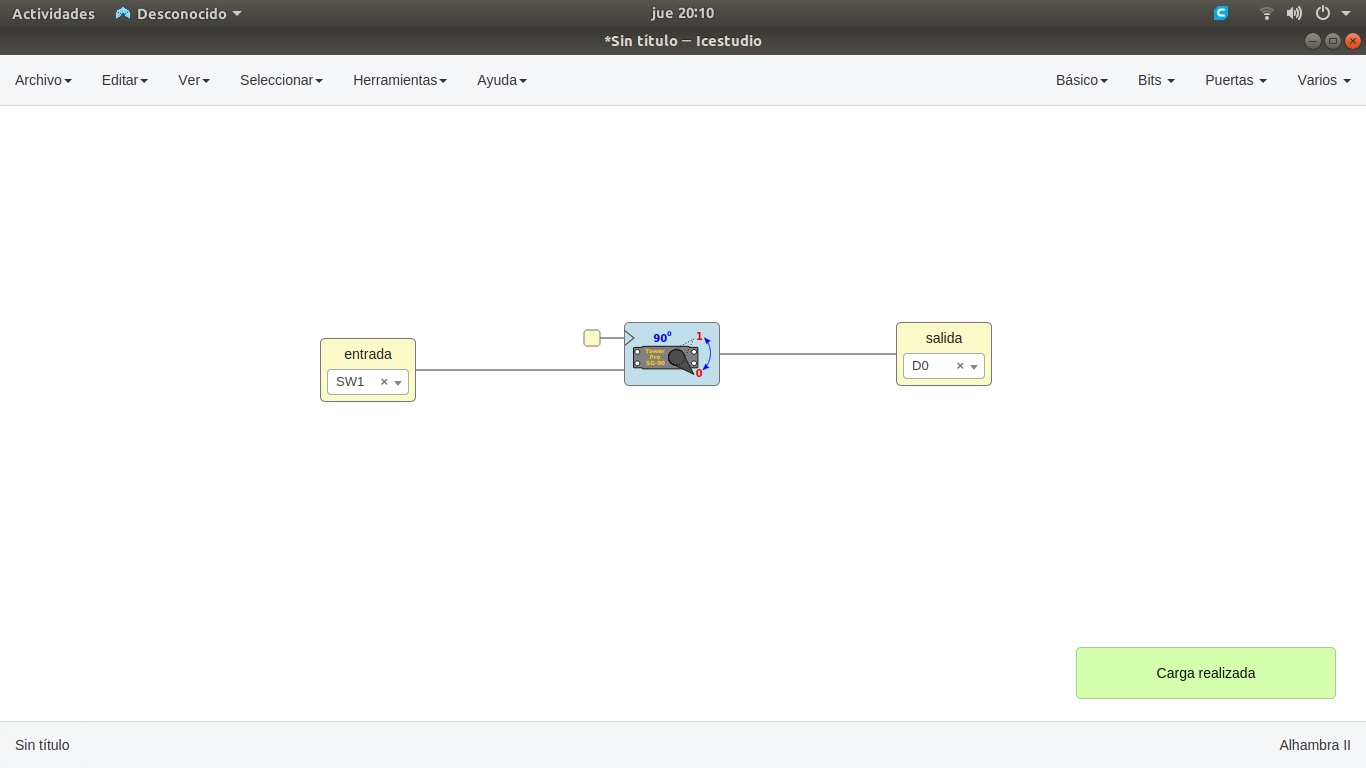 Actividades
Desconocido
jue 20:10
*Sin título — Icestudio
Archivo
Editar
Ver
Seleccionar
Herramientas
Ayuda
Básico
Bits
Puertas
Varios
entrada
SW1 ×
90º
1
Tower
Pro
SG-90
0
salida
D0 ×
Carga realizada
Sin título
Alhambra II